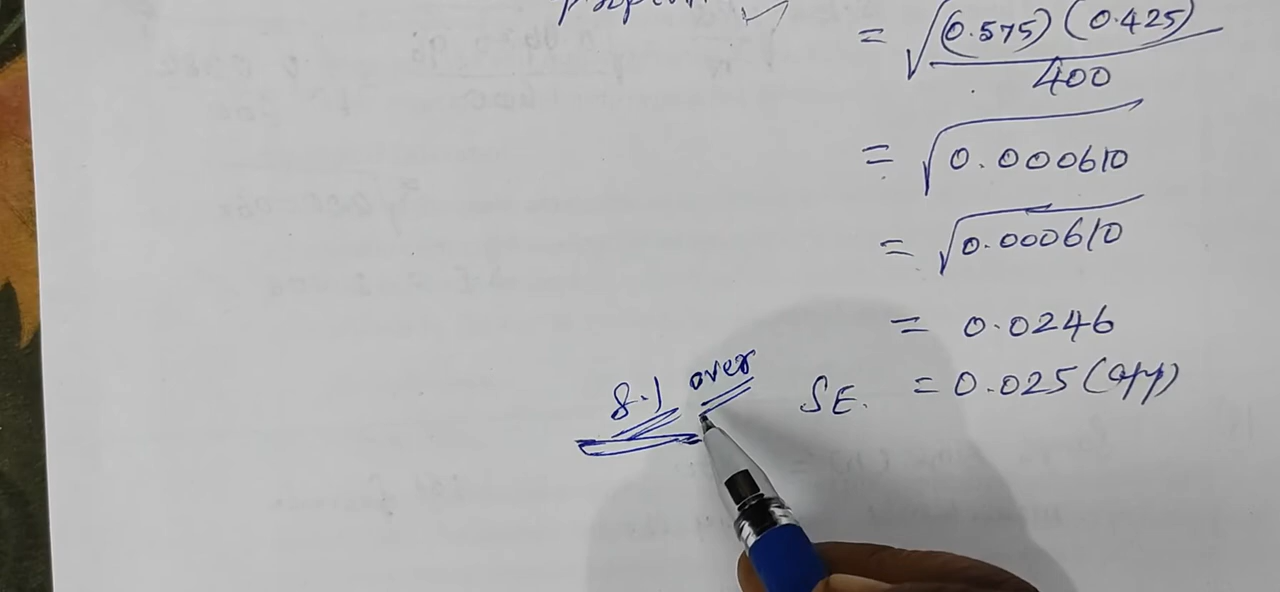 = √(0.575) (0.425)
400
= √0.000610
= √0.000610
= 0.0246
8.1 over
SE. = 0.025 (app)